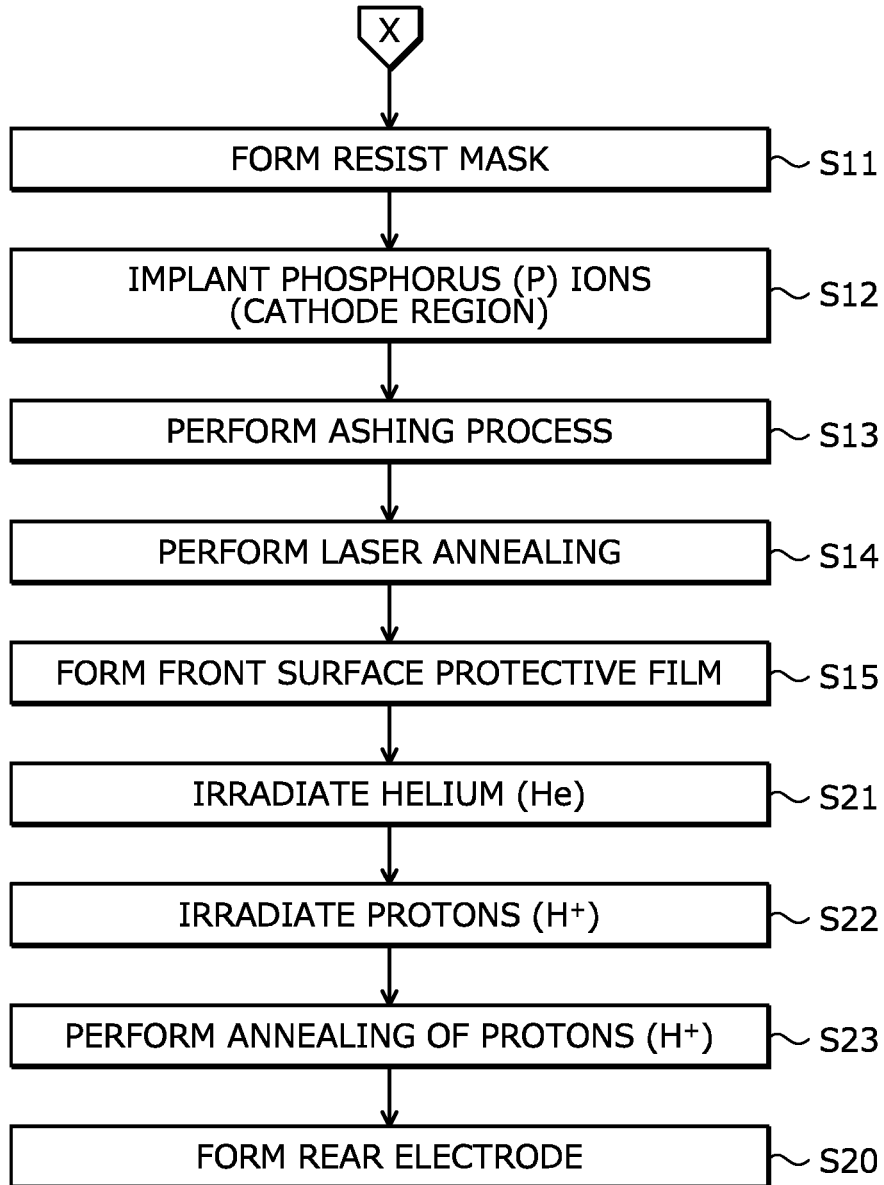 X
FORM RESIST MASK
S11
IMPLANT PHOSPHORUS (P) IONS
(CATHODE REGION)
S12
PERFORM ASHING PROCESS
S13
PERFORM LASER ANNEALING
S14
FORM FRONT SURFACE PROTECTIVE FILM
S15
IRRADIATE HELIUM (He)
S21
IRRADIATE PROTONS (H⁺)
S22
PERFORM ANNEALING OF PROTONS (H⁺)
S23
FORM REAR ELECTRODE
S20